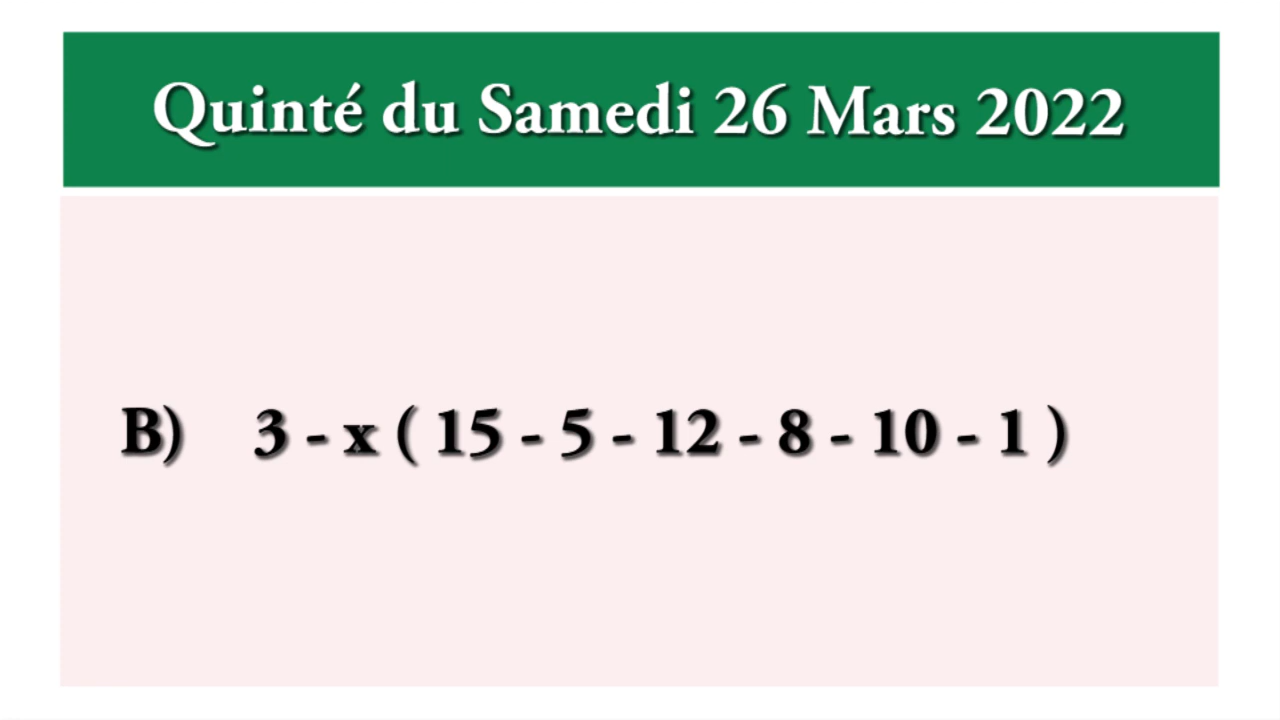 Quinté du Samedi 26 Mars 2022
B) 3 - x ( 15 - 5 - 12 - 8 - 10 - 1 )